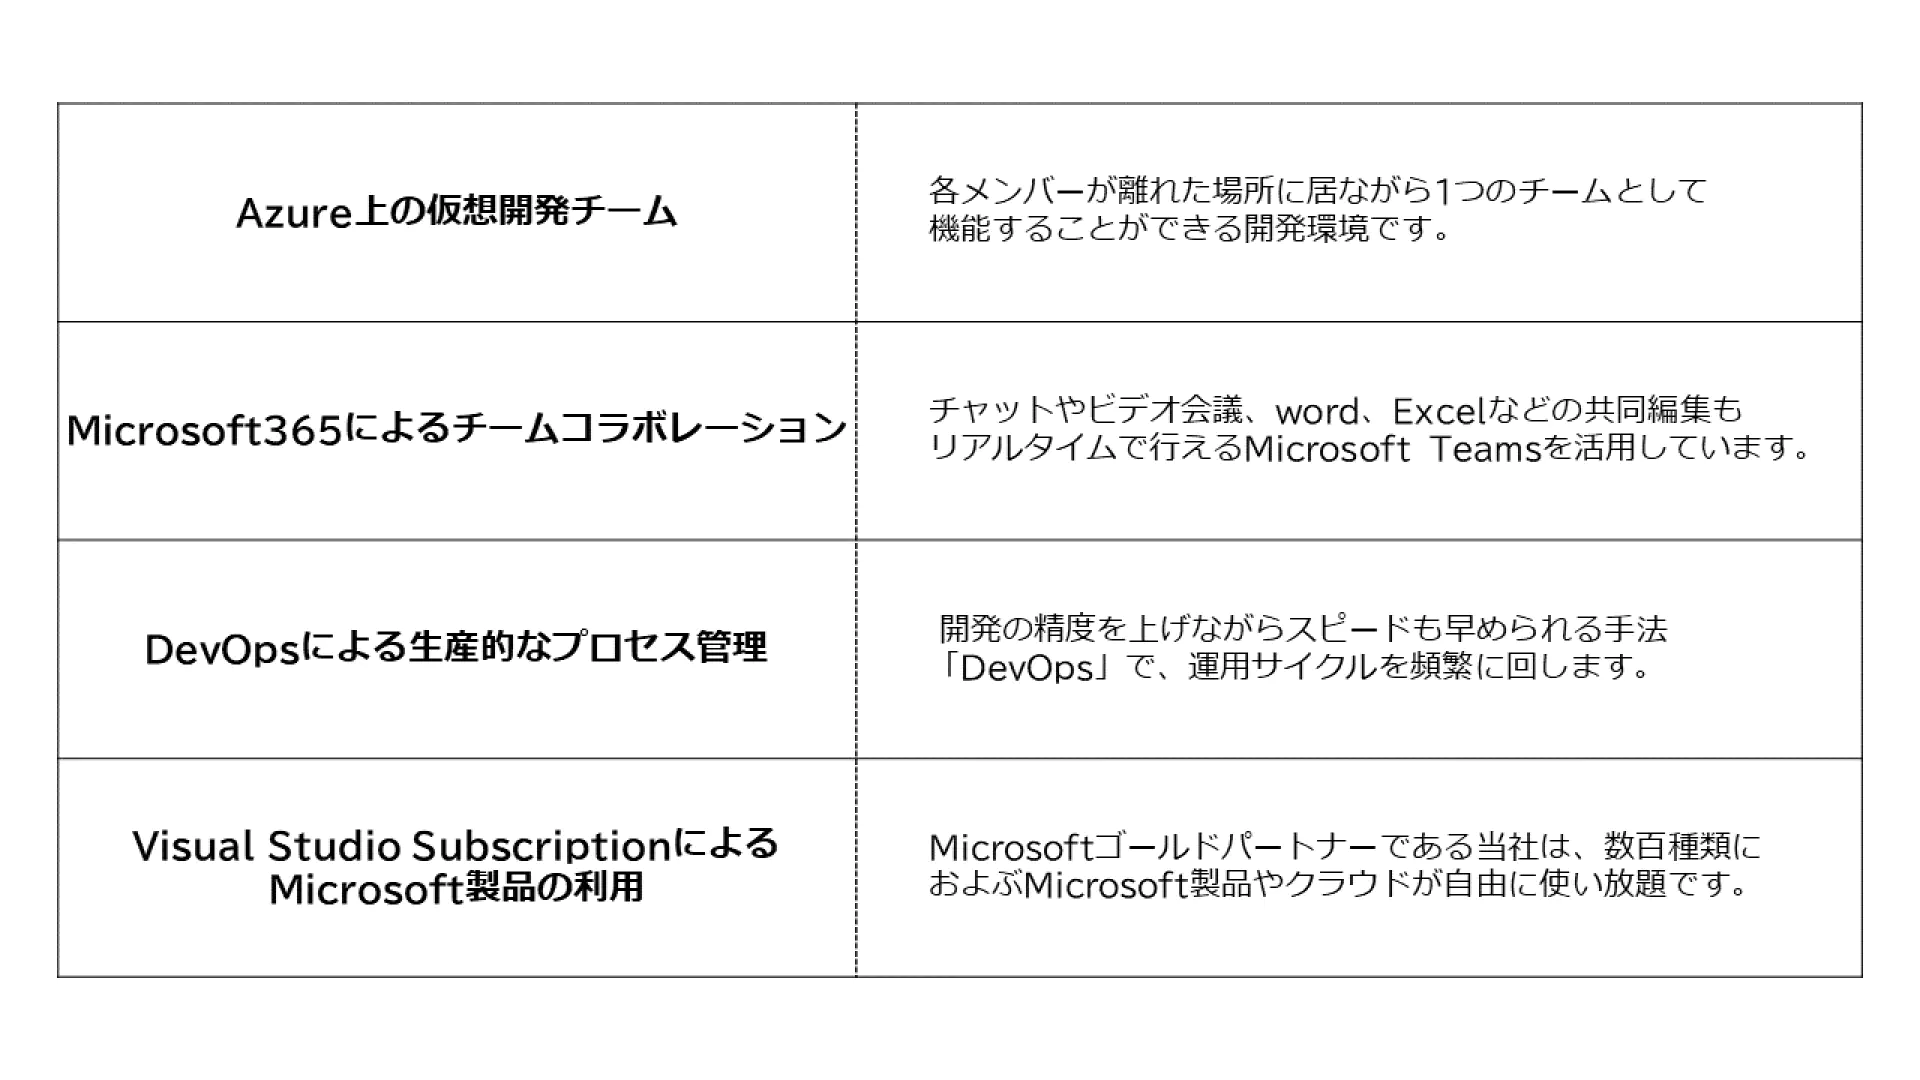 Azure上の仮想開発チーム
各メンバーが離れた場所に居ながら1つのチームとして
機能することができる開発環境です。
Microsoft365によるチームコラボレーション
チャットやビデオ会議、word、Excelなどの共同編集も
リアルタイムで行えるMicrosoft Teamsを活用しています。
DevOpsによる生産的なプロセス管理
開発の精度を上げながらスピードも早められる手法
「DevOps」で、運用サイクルを頻繁に回します。
Visual Studio Subscriptionによる
Microsoft製品の利用
Microsoftゴールドパートナーである当社は、数百種類に
およぶMicrosoft製品やクラウドが自由に使い放題です。